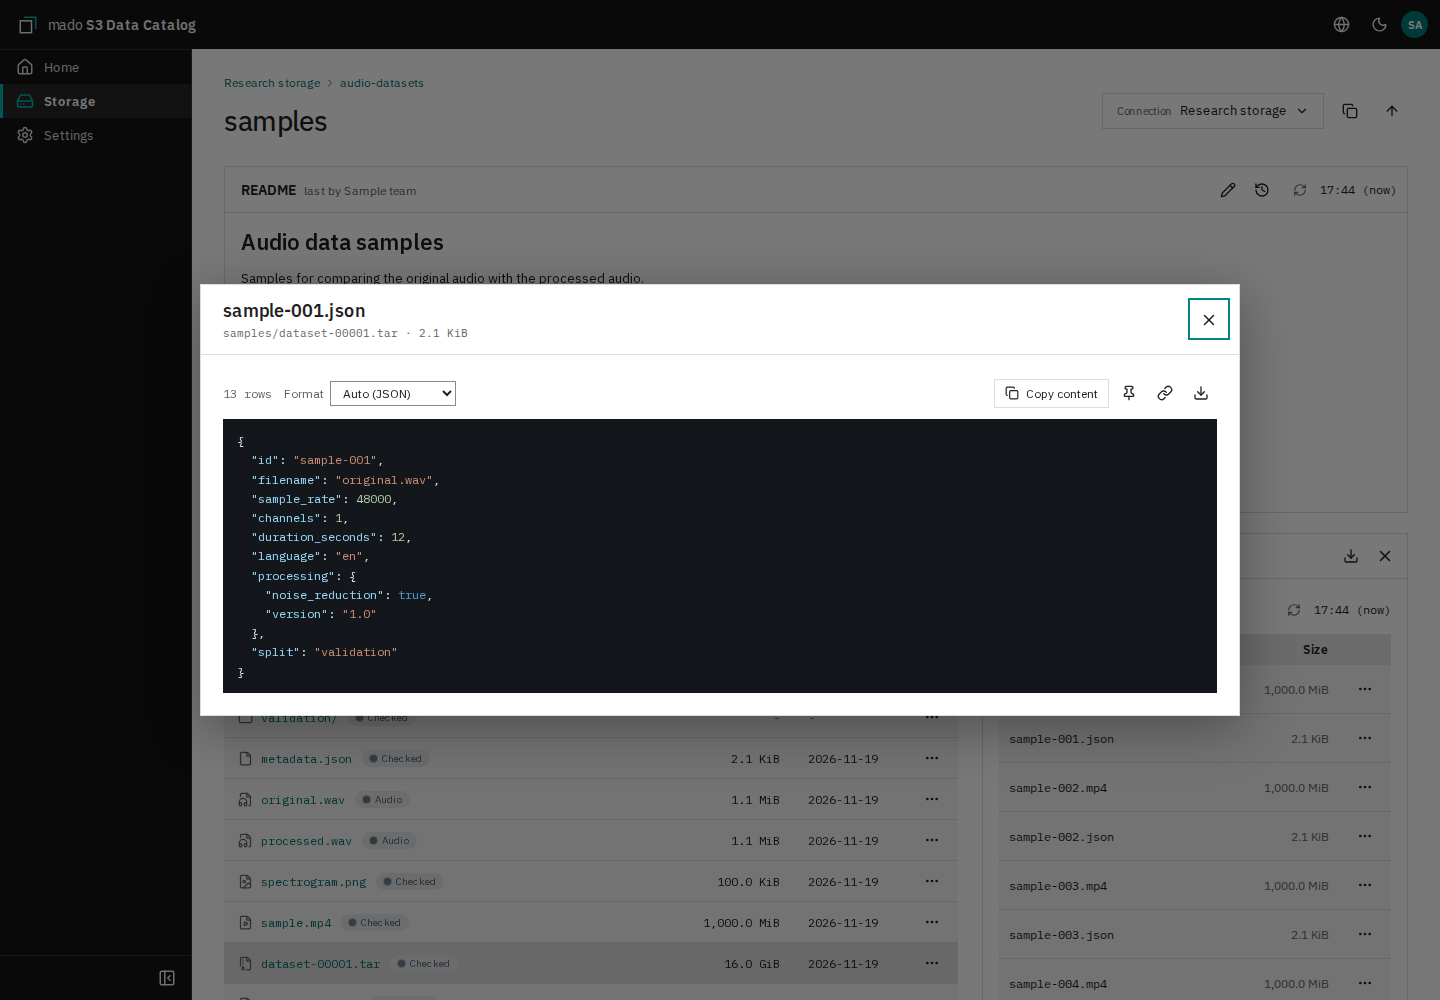 mado S3 Data Catalog
SA
Home
Storage
Settings
Research storage > audio-datasets
samples
Connection Research storage
README last by Sample team
17:44 (now)
Audio data samples
Samples for comparing the original audio with the processed audio.
sample-001.json
samples/dataset-00001.tar · 2.1 KiB
13 rows Format Auto (JSON)
Copy content
{
"id": "sample-001",
"filename": "original.wav",
"sample_rate": 48000,
"channels": 1,
"duration_seconds": 12,
"language": "en",
"processing": {
"noise_reduction": true,
"version": "1.0"
},
"split": "validation"
}
validation/ Checked - -
metadata.json Checked 2.1 KiB 2026-11-19
original.wav Audio 1.1 MiB 2026-11-19
processed.wav Audio 1.1 MiB 2026-11-19
spectrogram.png Checked 100.0 KiB 2026-11-19
sample.mp4 Checked 1,000.0 MiB 2026-11-19
dataset-00001.tar Checked 16.0 GiB 2026-11-19
17:44 (now)
Size
1,000.0 MiB
sample-001.json 2.1 KiB
sample-002.mp4 1,000.0 MiB
sample-002.json 2.1 KiB
sample-003.mp4 1,000.0 MiB
sample-003.json 2.1 KiB
sample-004.mp4 1,000.0 MiB